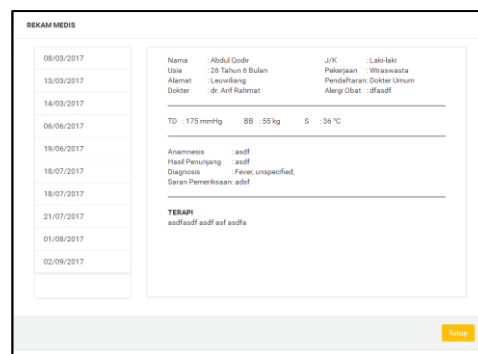 REKAM MEDIS
08/03/2017
13/03/2017
14/03/2017
06/06/2017
19/06/2017
18/07/2017
18/07/2017
21/07/2017
01/08/2017
02/09/2017
Nama : Abdul Qodir
Usia : 26 Tahun 6 Bulan
Alamat : Leuwiliang
Dokter : dr. Arif Rahmat
J/K : Laki-laki
Pekerjaan : Wiraswasta
Pendaftaran: Dokter Umum
Alergi Obat : dfasdf
TD : 175 mmHg BB : 55 kg S : 36 °C
Anamnesis : asdf
Hasil Penunjang : asdf
Diagnosis : Fever, unspecified;
Saran Pemeriksaan: adsf
TERAPI
asdfasdf asdf asf asdfa
Tutup